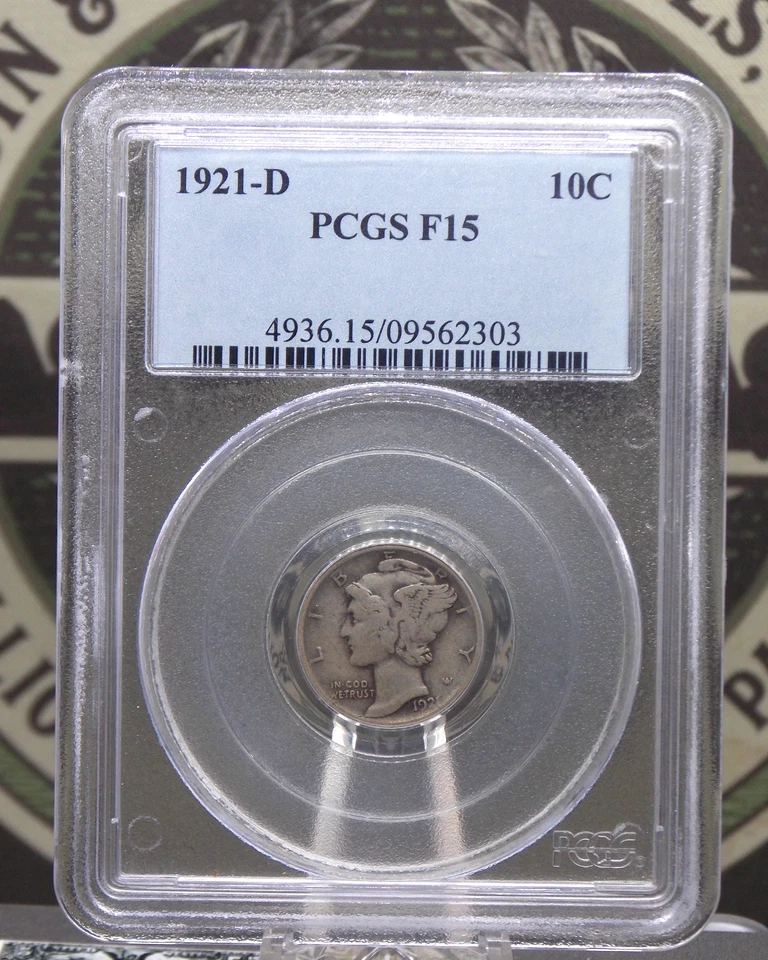 1921-D 10C
PCGS F15
4936.15/09562303
LIBERTY
IN GOD
WE TRUST
PCGS